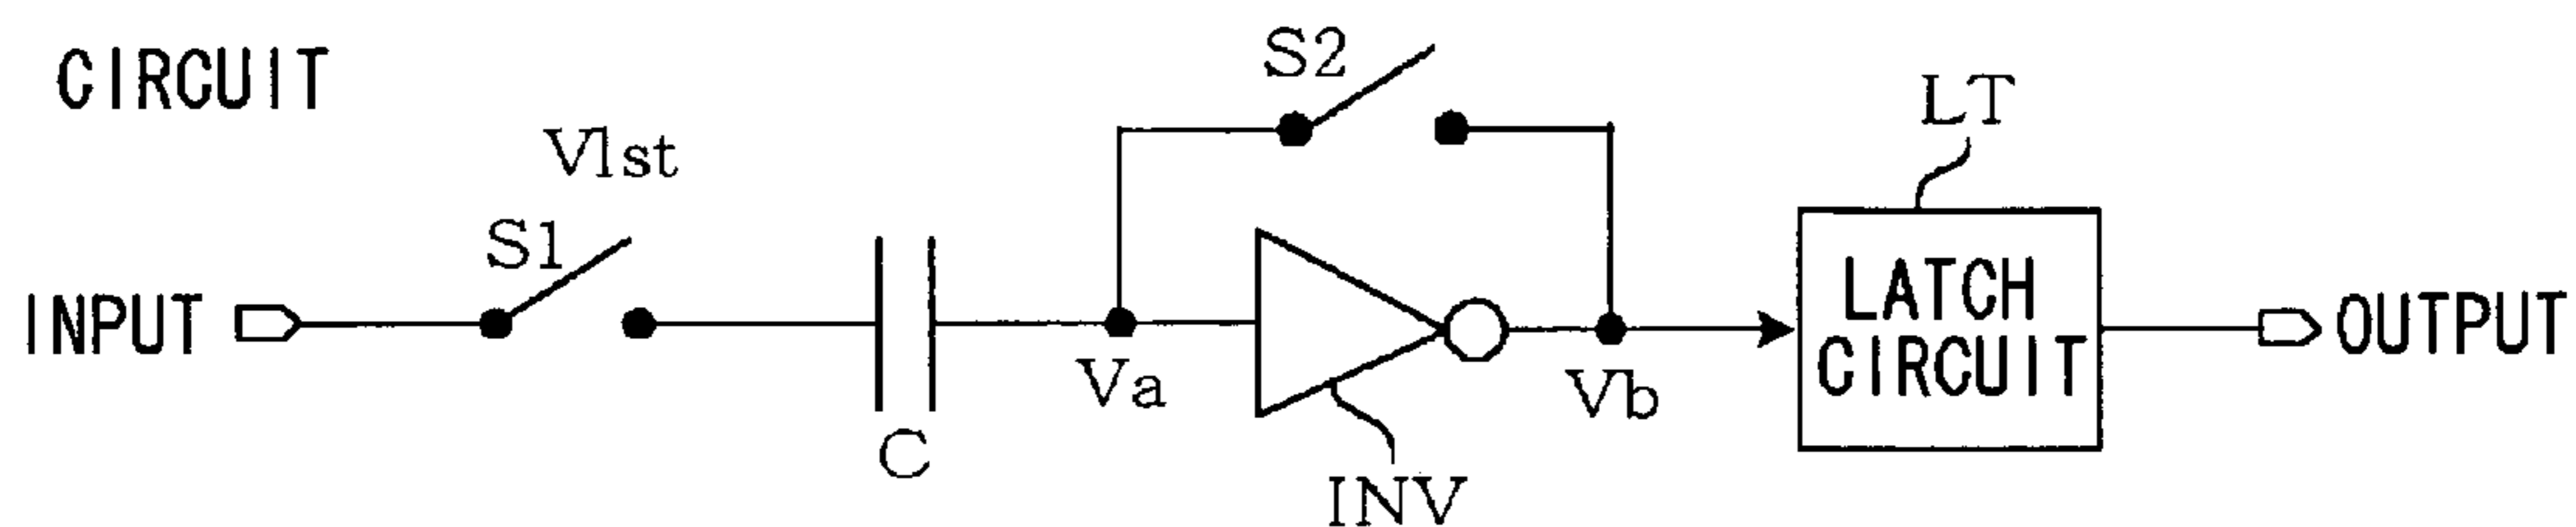 CIRCUIT
S2
LT
Vlst
S1
INPUT
LATCH
CIRCUIT
OUTPUT
Va
Vb
C
INV